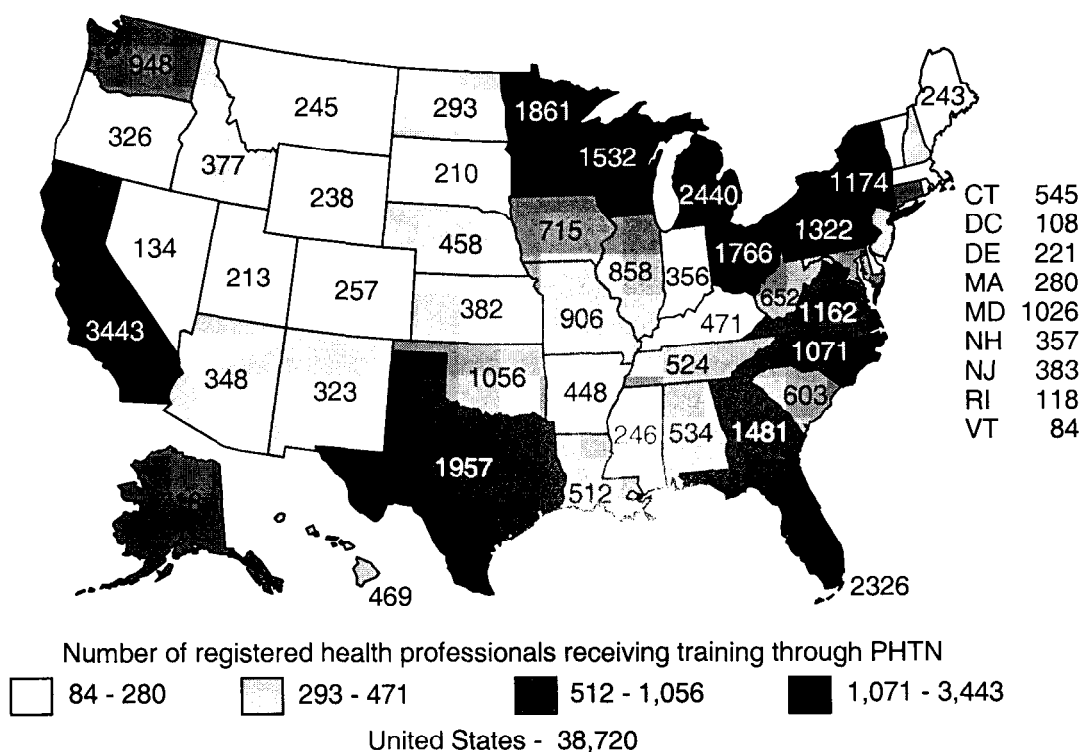 948
245
293
1861
243
326
1532
377
210
2440
1174
238
CT 545
DC 108
DE 221
MA 280
MD 1026
NH 357
NJ 383
RI 118
VT 84
134
458
715
1322
213
257
858
356
1766
652
3443
382
906
471
1162
1071
348
323
1056
524
448
603
246
534
1481
1957
512
469
2326
Number of registered health professionals receiving training through PHTN
84 - 280
293 - 471
512 - 1,056
1,071 - 3,443
United States - 38,720